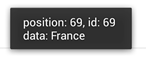 position: 69, id: 69
data: France